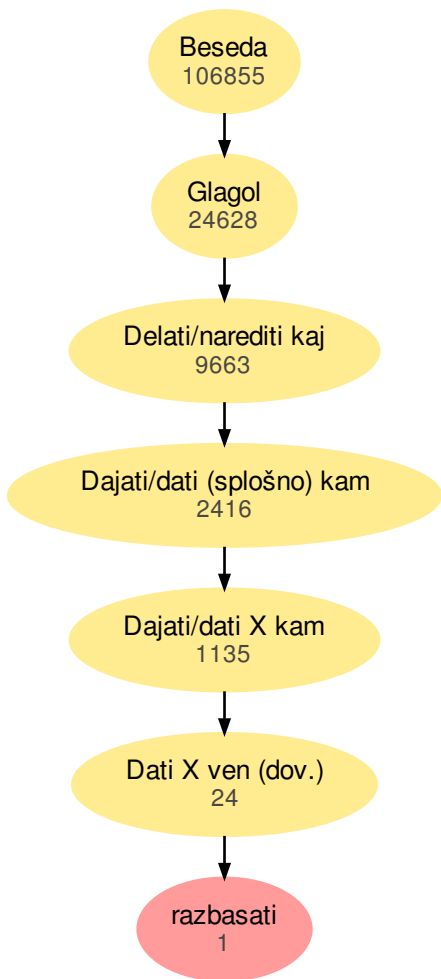 Beseda
106855
Glagol
24628
Delati/narediti kaj
9663
Dajati/dati (splošno) kam
2416
Dajati/dati X kam
1135
Dati X ven (dov.)
24
razbasati
1